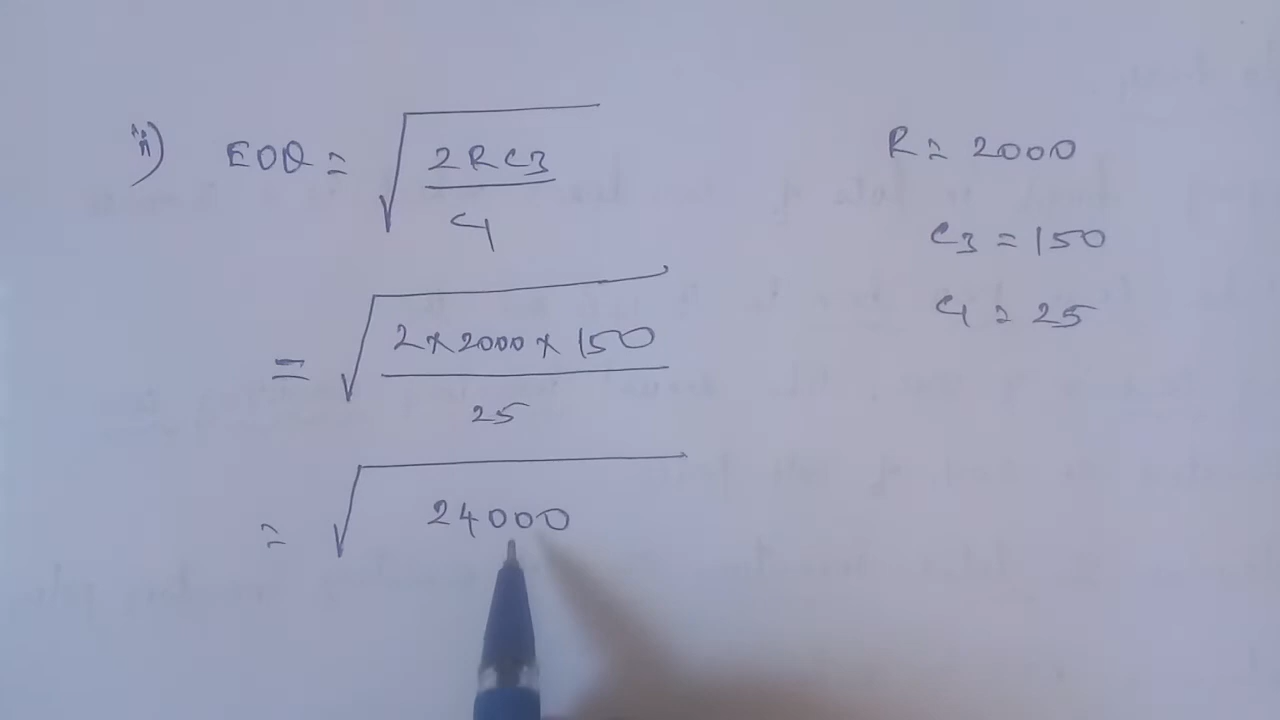 ii) EOQ = √(2RC3 / C1)
R = 2000
C3 = 150
C1 = 25
= √(2×2000×150 / 25)
= √24000